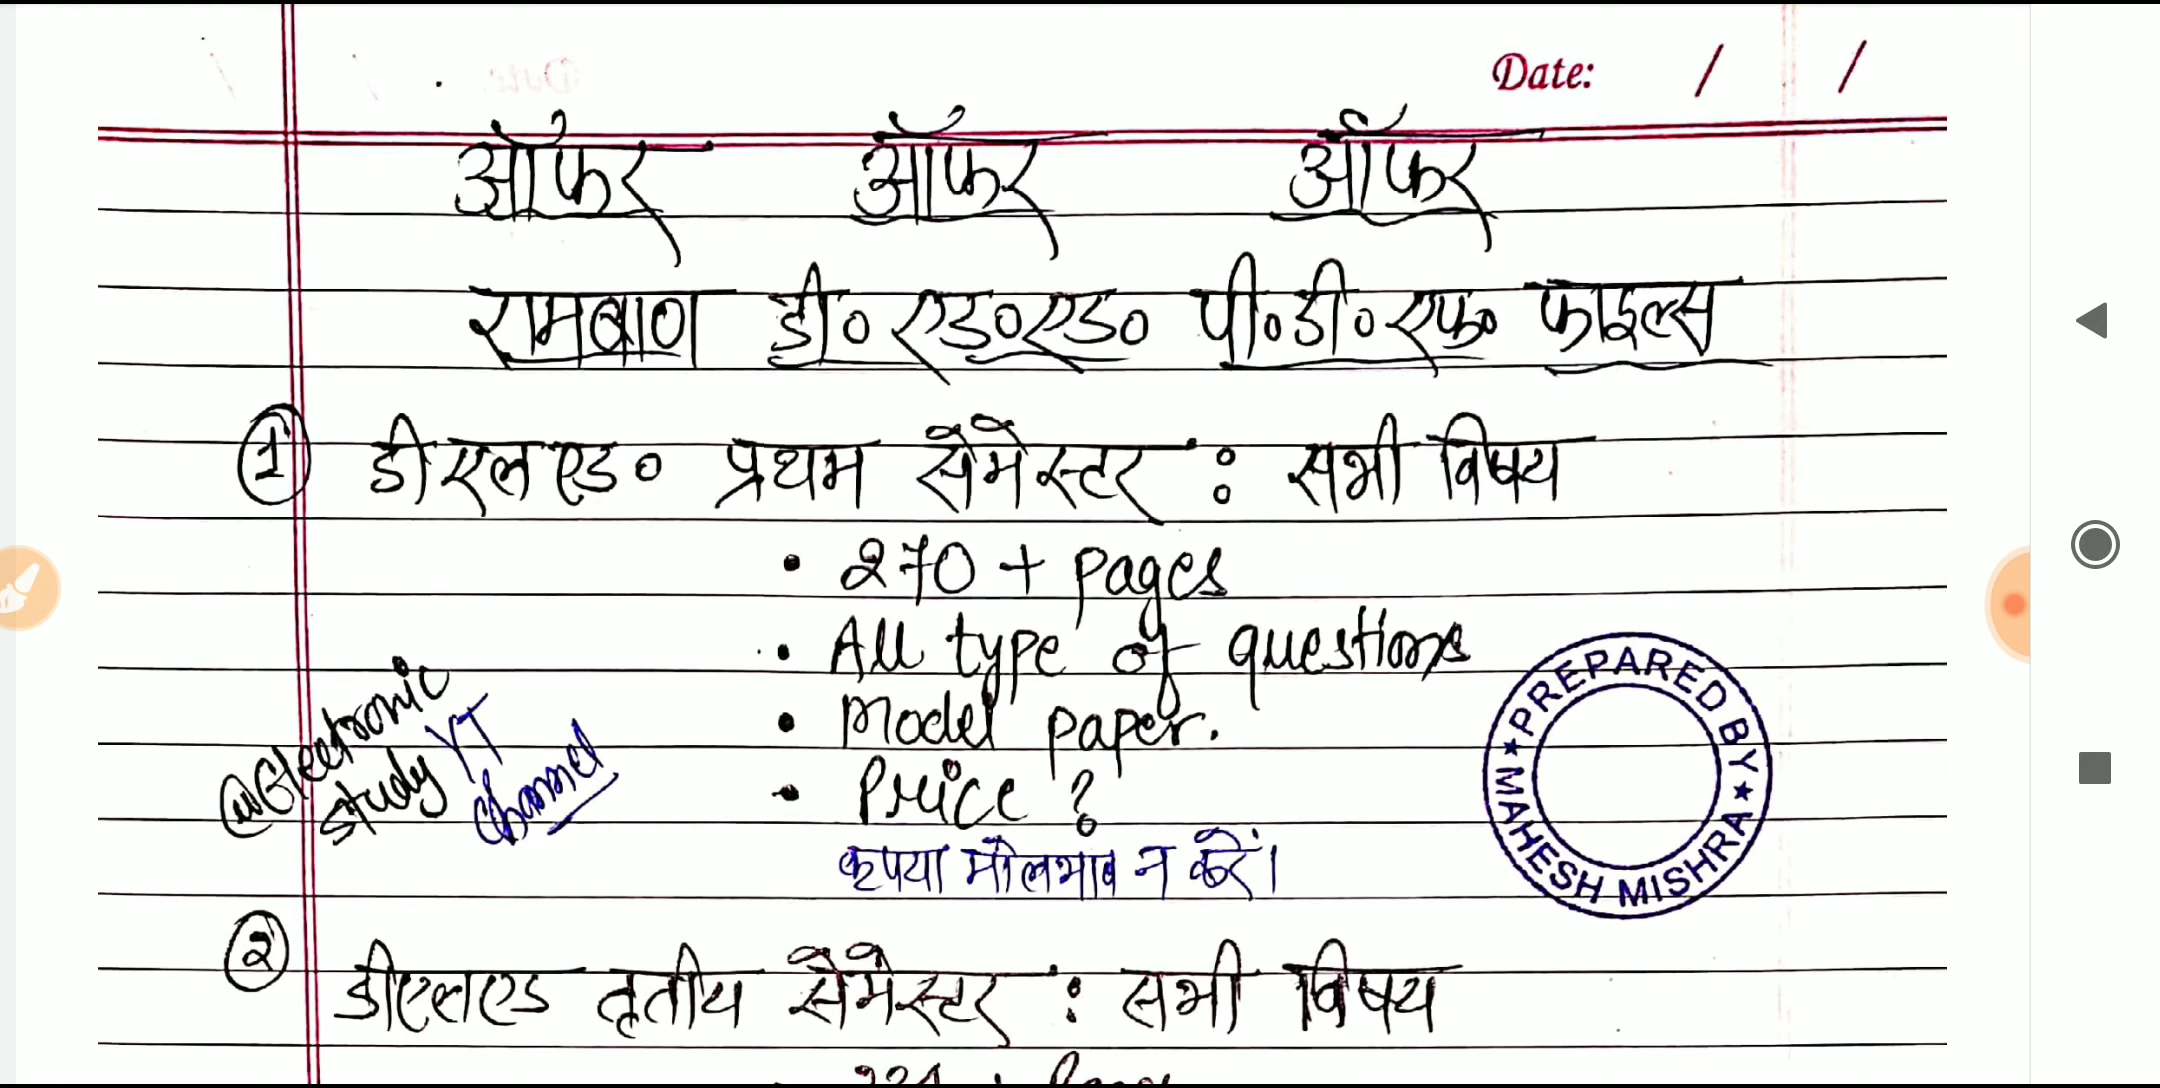 Date: / /
ऑफर ऑफर ऑफर
रामबाण डी० एड०एड० पी०डी०एफ० फाइल्स
① डीएलएड० प्रथम सेमेस्टर : सभी विषय
• 270 + pages
• All type of questions
• Model paper.
• Price ?
कृपया मोलभाव न करें।
@Electronic
study YT
Channel
★ PREPARED BY ★ MAHESH MISHRA
② डीएलएड तृतीय सेमेस्टर : सभी विषय